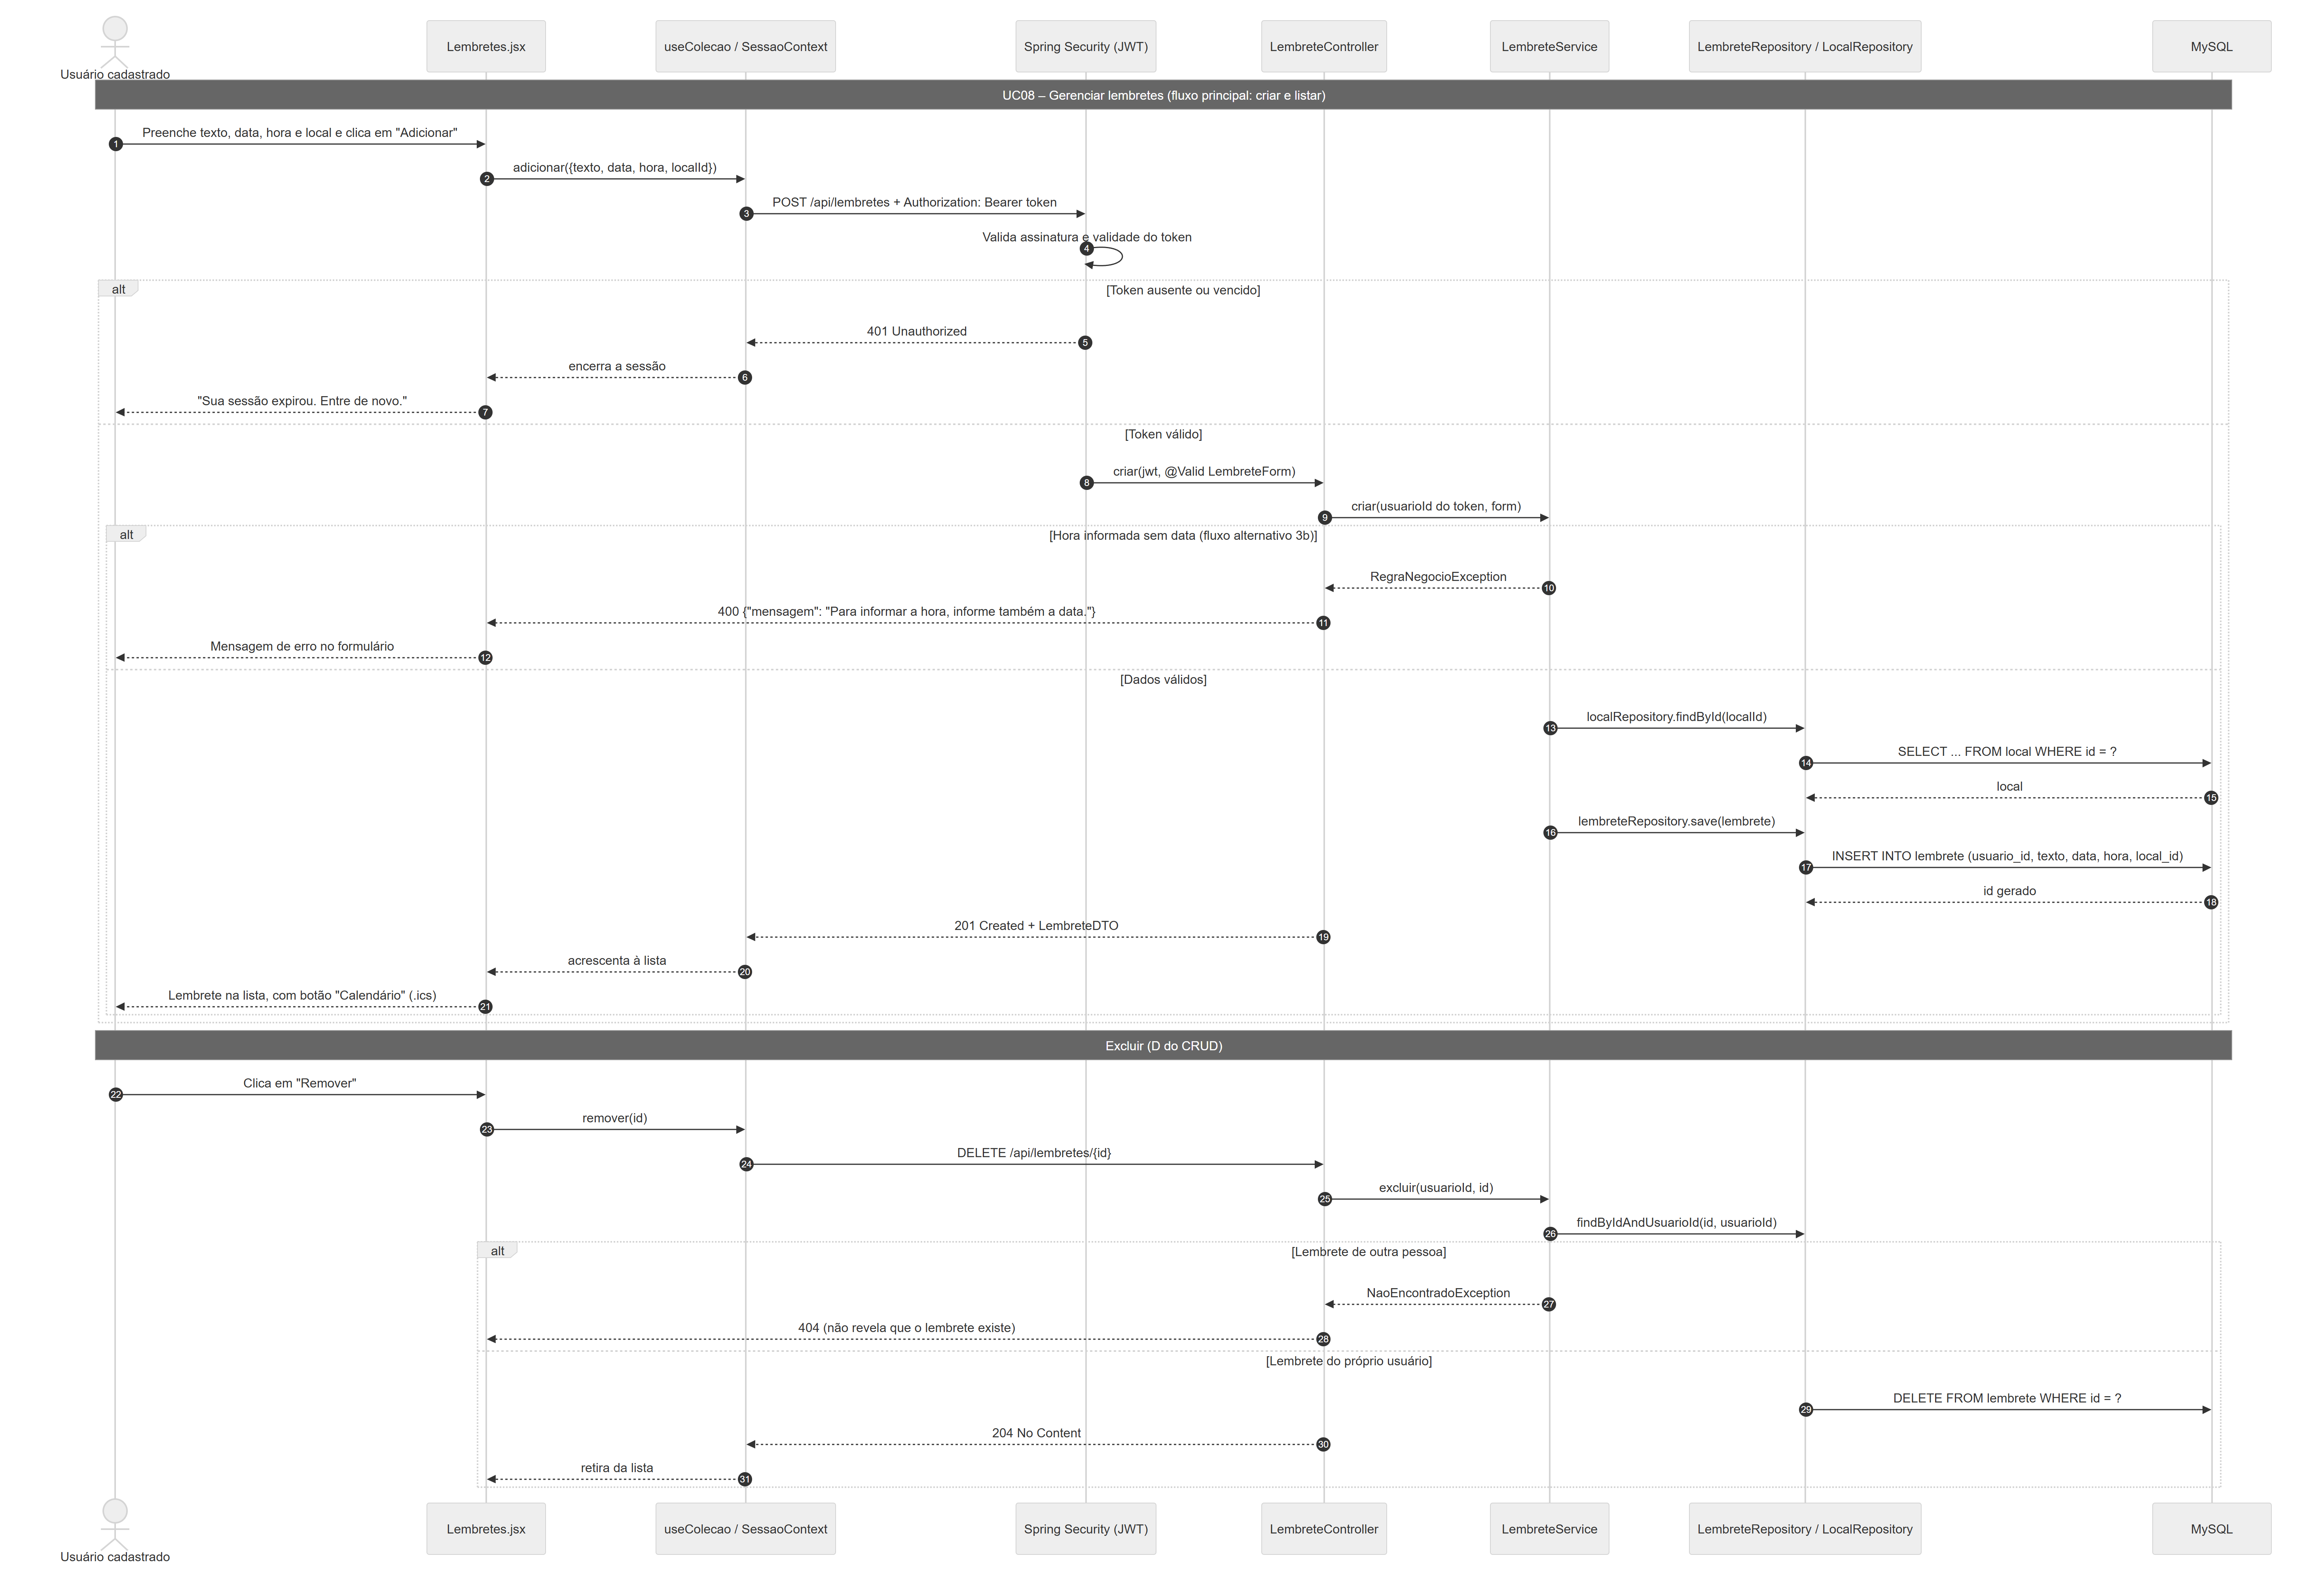 Usuário cadastrado
Lembretes.jsx
useColecao / SessaoContext
Spring Security (JWT)
LembreteController
LembreteService
LembreteRepository / LocalRepository
MySQL
UC08 – Gerenciar lembretes (fluxo principal: criar e listar)
1 Preenche texto, data, hora e local e clica em "Adicionar"
2 adicionar({texto, data, hora, localId})
3 POST /api/lembretes + Authorization: Bearer token
4 Valida assinatura e validade do token
alt [Token ausente ou vencido]
5 401 Unauthorized
6 encerra a sessão
7 "Sua sessão expirou. Entre de novo."
[Token válido]
8 criar(jwt, @Valid LembreteForm)
9 criar(usuarioId do token, form)
alt [Hora informada sem data (fluxo alternativo 3b)]
10 RegraNegocioException
11 400 {"mensagem": "Para informar a hora, informe também a data."}
12 Mensagem de erro no formulário
[Dados válidos]
13 localRepository.findById(localId)
14 SELECT ... FROM local WHERE id = ?
15 local
16 lembreteRepository.save(lembrete)
17 INSERT INTO lembrete (usuario_id, texto, data, hora, local_id)
18 id gerado
19 201 Created + LembreteDTO
20 acrescenta à lista
21 Lembrete na lista, com botão "Calendário" (.ics)
Excluir (D do CRUD)
22 Clica em "Remover"
23 remover(id)
24 DELETE /api/lembretes/{id}
25 excluir(usuarioId, id)
26 findByIdAndUsuarioId(id, usuarioId)
alt [Lembrete de outra pessoa]
27 NaoEncontradoException
28 404 (não revela que o lembrete existe)
[Lembrete do próprio usuário]
29 DELETE FROM lembrete WHERE id = ?
30 204 No Content
31 retira da lista
Usuário cadastrado
Lembretes.jsx
useColecao / SessaoContext
Spring Security (JWT)
LembreteController
LembreteService
LembreteRepository / LocalRepository
MySQL